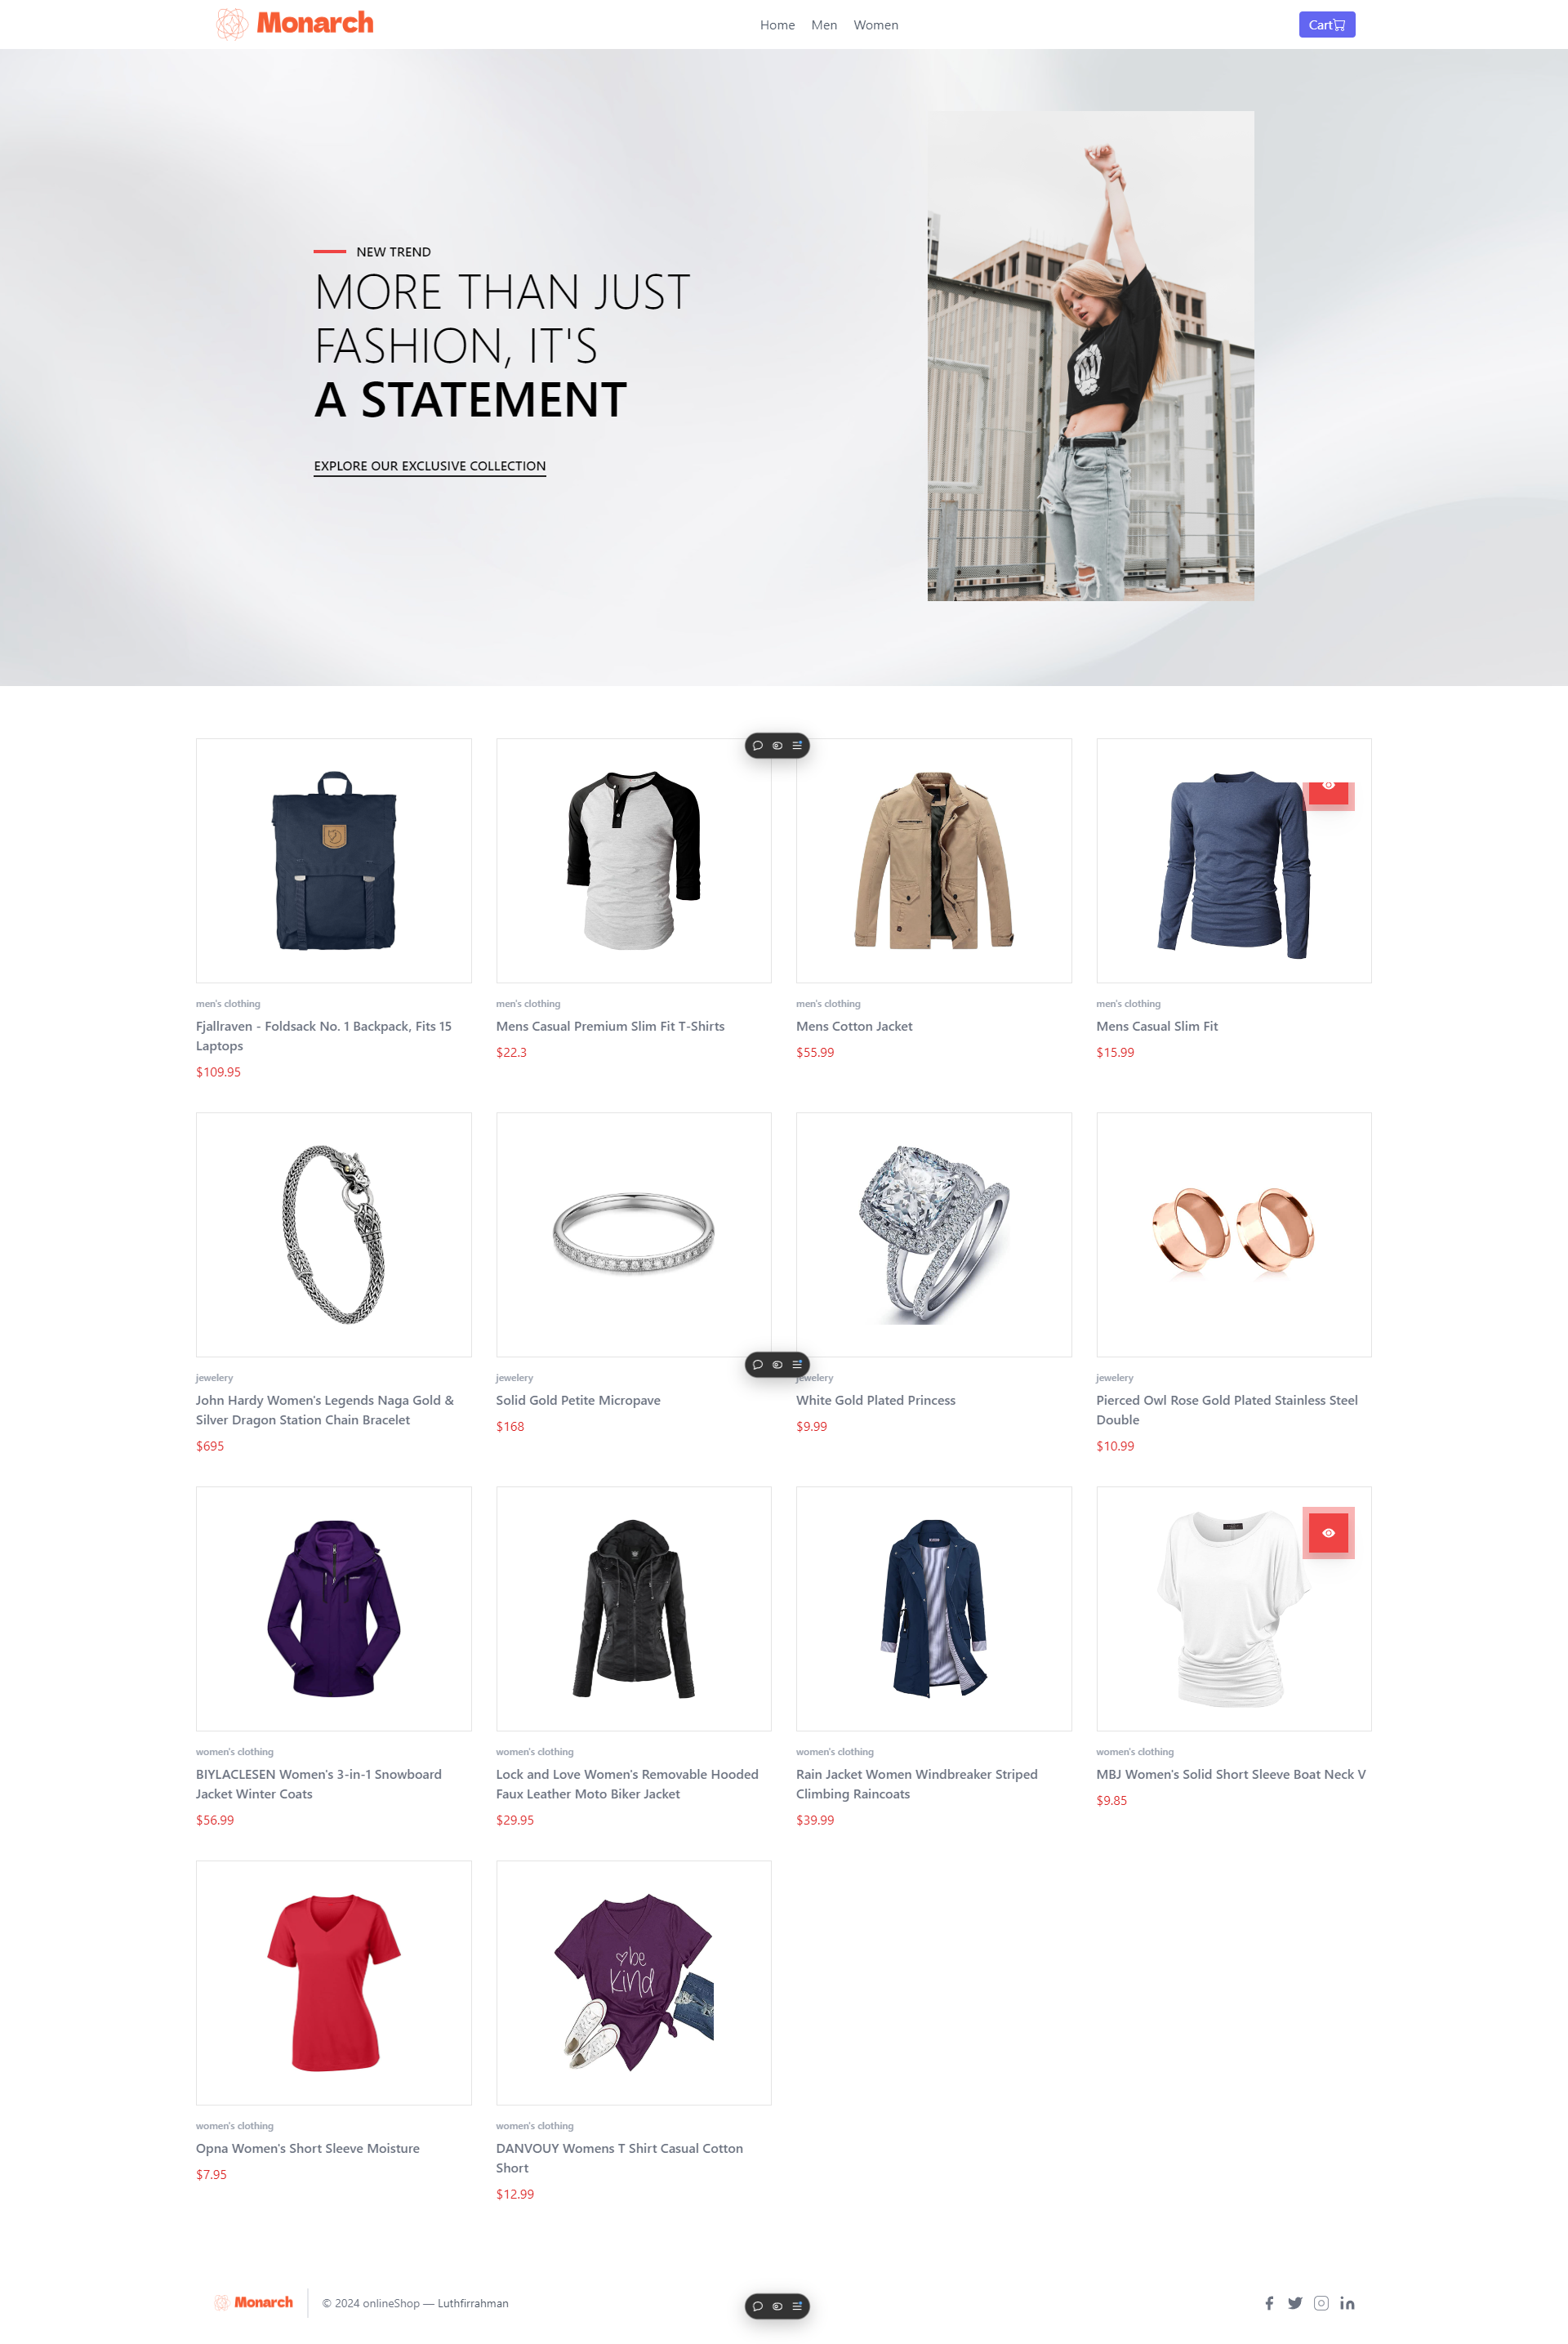 Monarch
Home Men Women
Cart
NEW TREND
MORE THAN JUST
FASHION, IT'S
A STATEMENT
EXPLORE OUR EXCLUSIVE COLLECTION
men's clothing
Fjallraven - Foldsack No. 1 Backpack, Fits 15
Laptops
$109.95
men's clothing
Mens Casual Premium Slim Fit T-Shirts
$22.3
men's clothing
Mens Cotton Jacket
$55.99
men's clothing
Mens Casual Slim Fit
$15.99
jewelery
John Hardy Women's Legends Naga Gold &
Silver Dragon Station Chain Bracelet
$695
jewelery
Solid Gold Petite Micropave
$168
jewelery
White Gold Plated Princess
$9.99
jewelery
Pierced Owl Rose Gold Plated Stainless Steel
Double
$10.99
women's clothing
BIYLACLESEN Women's 3-in-1 Snowboard
Jacket Winter Coats
$56.99
women's clothing
Lock and Love Women's Removable Hooded
Faux Leather Moto Biker Jacket
$29.95
women's clothing
Rain Jacket Women Windbreaker Striped
Climbing Raincoats
$39.99
women's clothing
MBJ Women's Solid Short Sleeve Boat Neck V
$9.85
be
kind
women's clothing
Opna Women's Short Sleeve Moisture
$7.95
women's clothing
DANVOUY Womens T Shirt Casual Cotton
Short
$12.99
Monarch
© 2024 onlineShop — Luthfirrahman